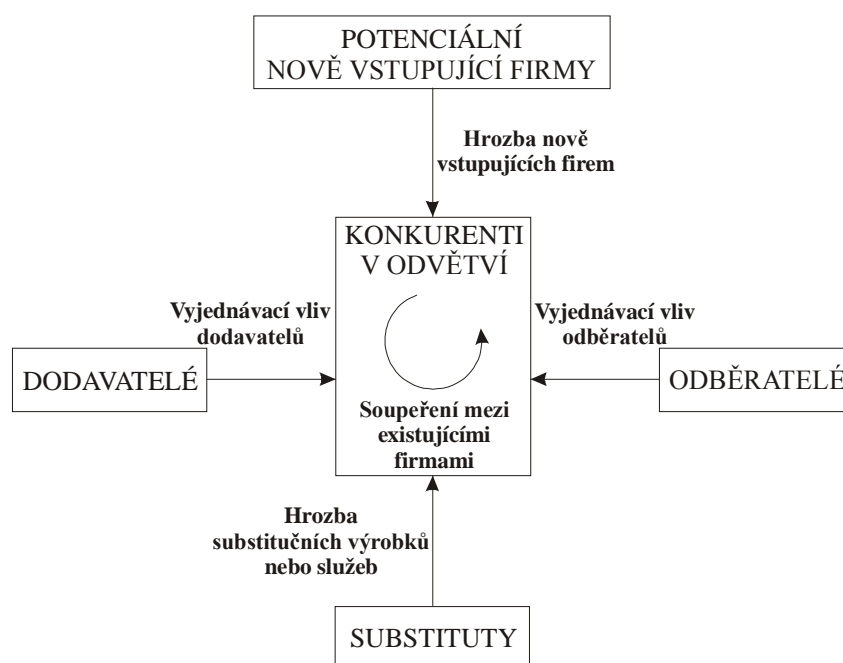 POTENCIÁLNÍ
NOVĚ VSTUPUJÍCÍ FIRMY
Hrozba nově
vstupujících firem
KONKURENTI
V ODVĚTVÍ
Vyjednávací vliv
dodavatelů
Vyjednávací vliv
odběratelů
DODAVATELÉ
ODBĚRATELÉ
Soupeření mezi
existujícími
firmami
Hrozba
substitučních výrobků
nebo služeb
SUBSTITUTY